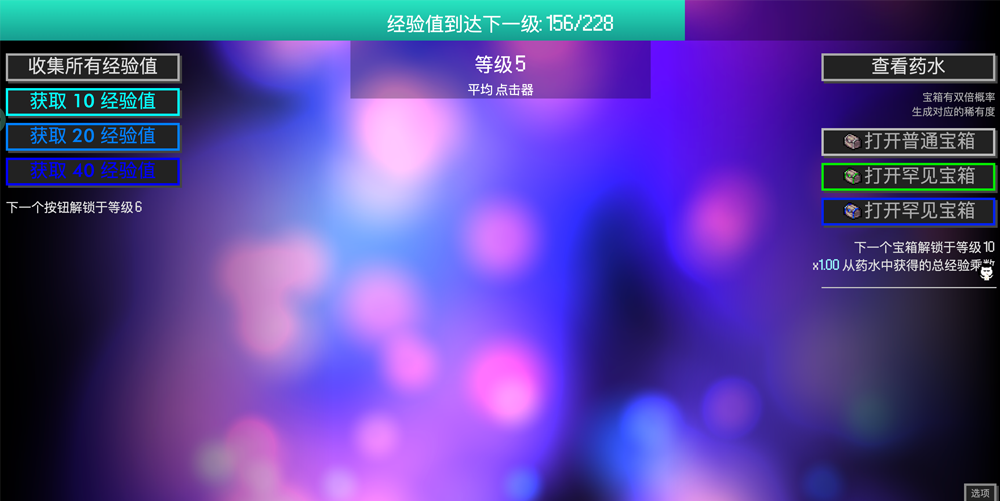 经验值到达下一级: 156/228
等级 5
平均 点击器
收集所有经验值
获取 10 经验值
获取 20 经验值
获取 40 经验值
下一个按钮解锁于等级 6
查看药水
宝箱有双倍概率
生成对应的稀有度
打开普通宝箱
打开罕见宝箱
打开罕见宝箱
下一个宝箱解锁于等级 10
x1.00 从药水中获得的总经验乘数
选项